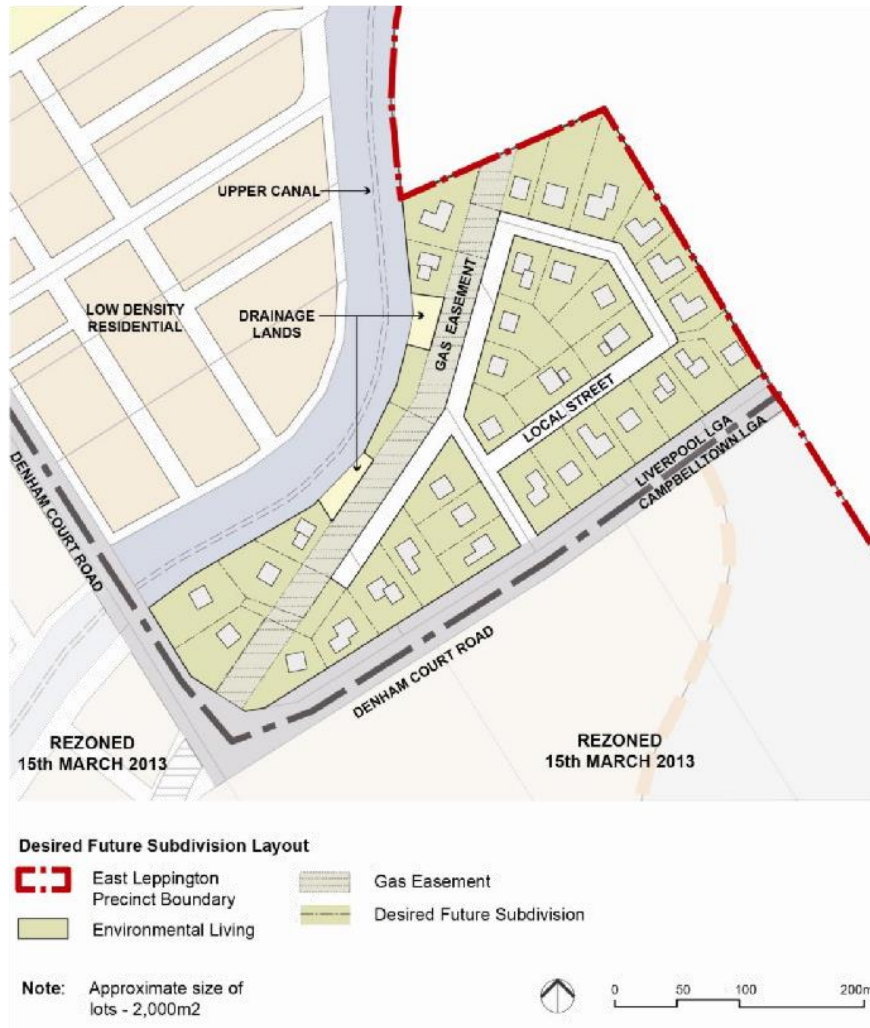 UPPER CANAL
LOW DENSITY
RESIDENTIAL
DRAINAGE
LANDS
GAS EASEMENT
LOCAL STREET
LIVERPOOL LGA
CAMPBELLTOWN LGA
DENHAM COURT ROAD
DENHAM COURT ROAD
REZONED
15th MARCH 2013
REZONED
15th MARCH 2013
Desired Future Subdivision Layout
East Leppington
Precinct Boundary
Gas Easement
Environmental Living
Desired Future Subdivision
Note: Approximate size of
lots - 2,000m2
0 50 100 200m